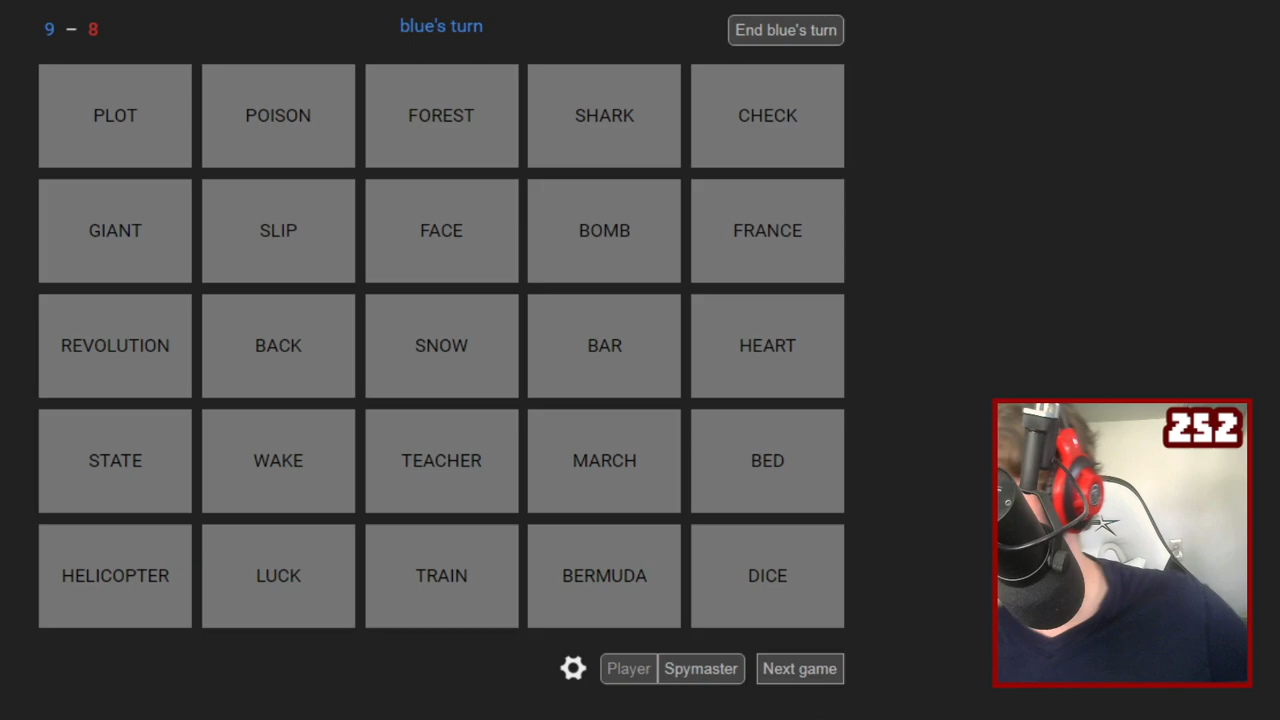 9 – 8
blue's turn
End blue's turn
PLOT
POISON
FOREST
SHARK
CHECK
GIANT
SLIP
FACE
BOMB
FRANCE
REVOLUTION
BACK
SNOW
BAR
HEART
STATE
WAKE
TEACHER
MARCH
BED
HELICOPTER
LUCK
TRAIN
BERMUDA
DICE
252
Player
Spymaster
Next game